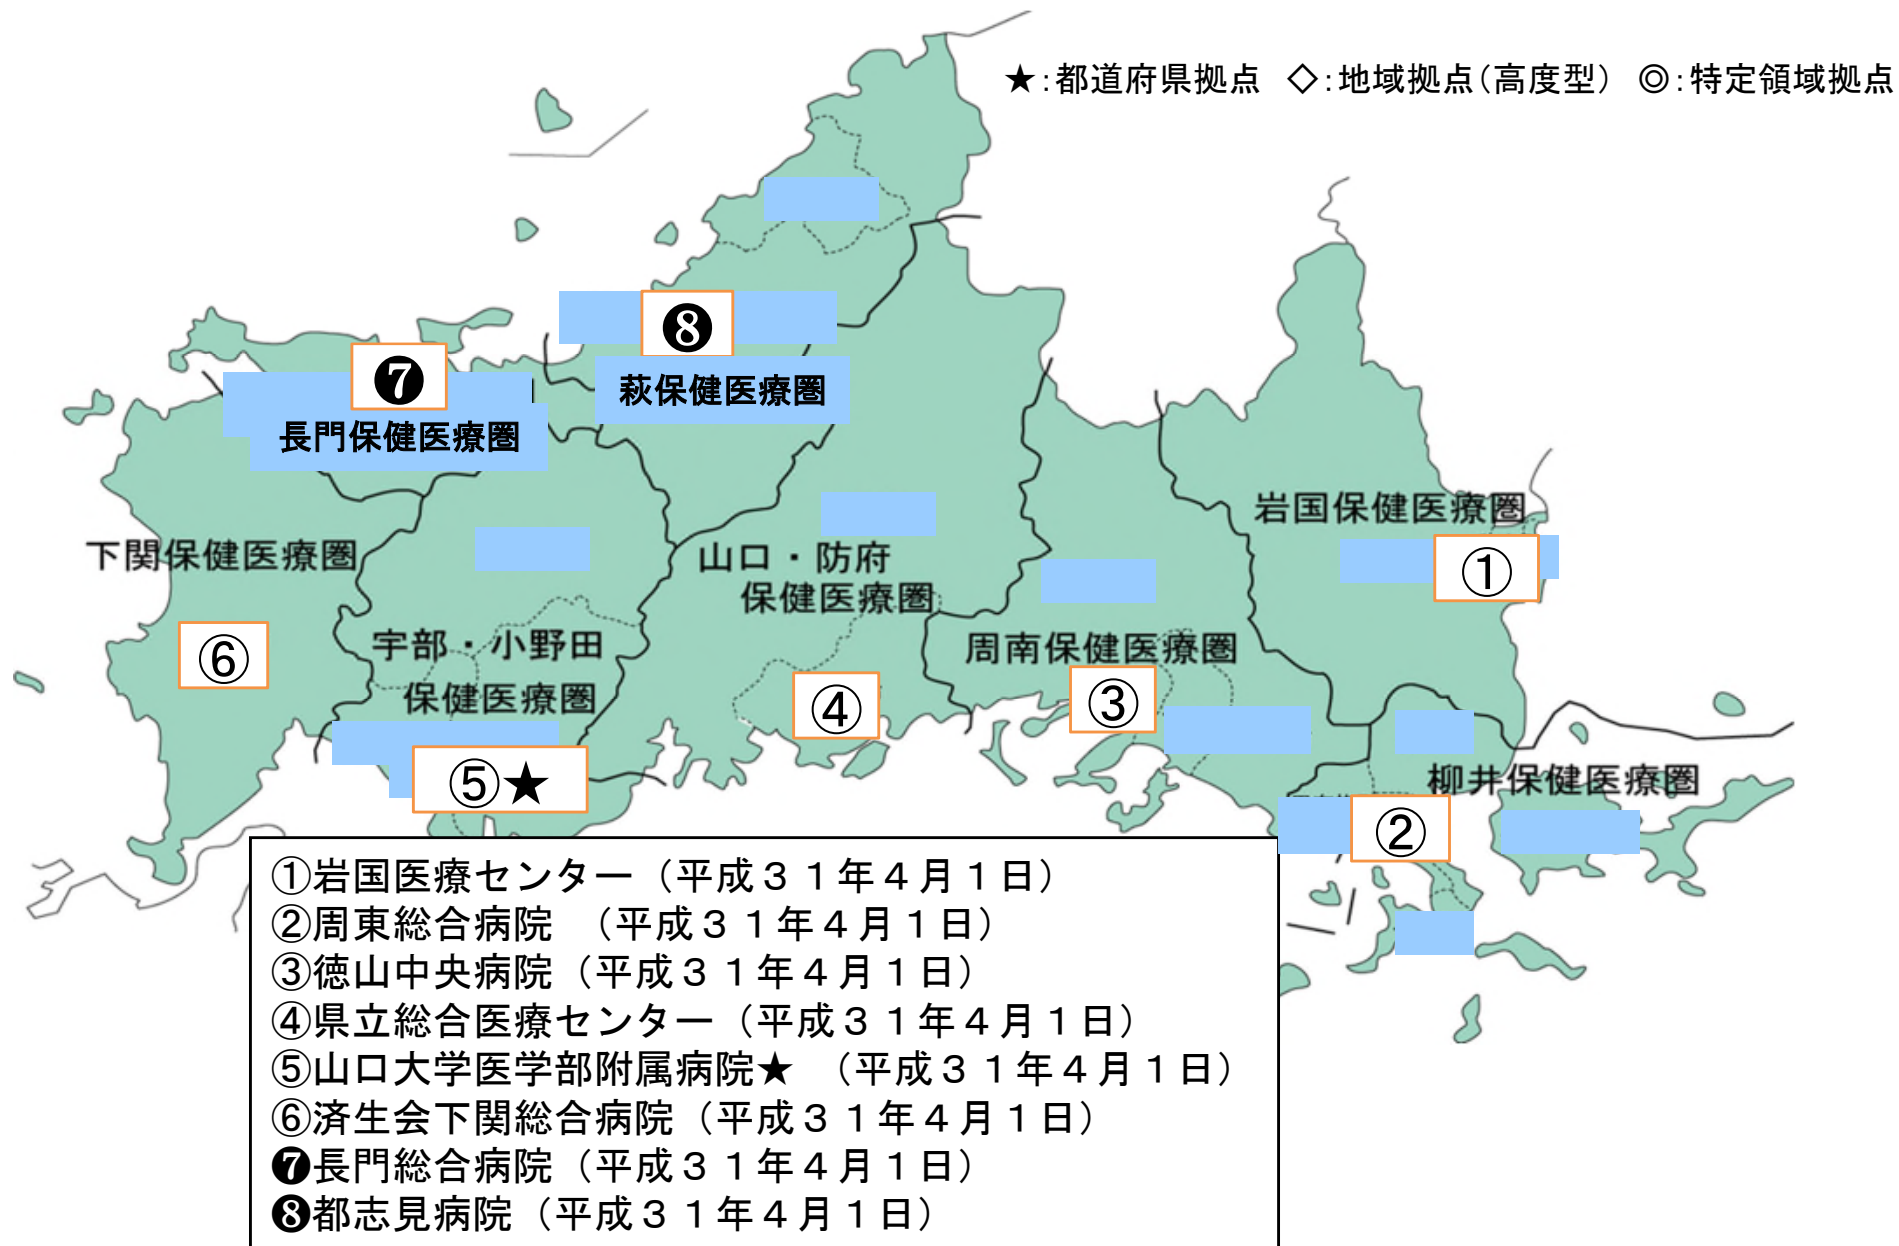 ★：都道府県拠点　◇：地域拠点（高度型）　◎：特定領域拠点
❽
萩保健医療圏
❼
長門保健医療圏
岩国保健医療圏
①
下関保健医療圏
山口・防府
保健医療圏
⑥
宇部・小野田
保健医療圏
周南保健医療圏
④
③
⑤★
柳井保健医療圏
②
①岩国医療センター（平成３１年４月１日）
②周東総合病院　（平成３１年４月１日）
③徳山中央病院（平成３１年４月１日）
④県立総合医療センター（平成３１年４月１日）
⑤山口大学医学部附属病院★　（平成３１年４月１日）
⑥済生会下関総合病院（平成３１年４月１日）
❼長門総合病院（平成３１年４月１日）
❽都志見病院（平成３１年４月１日）